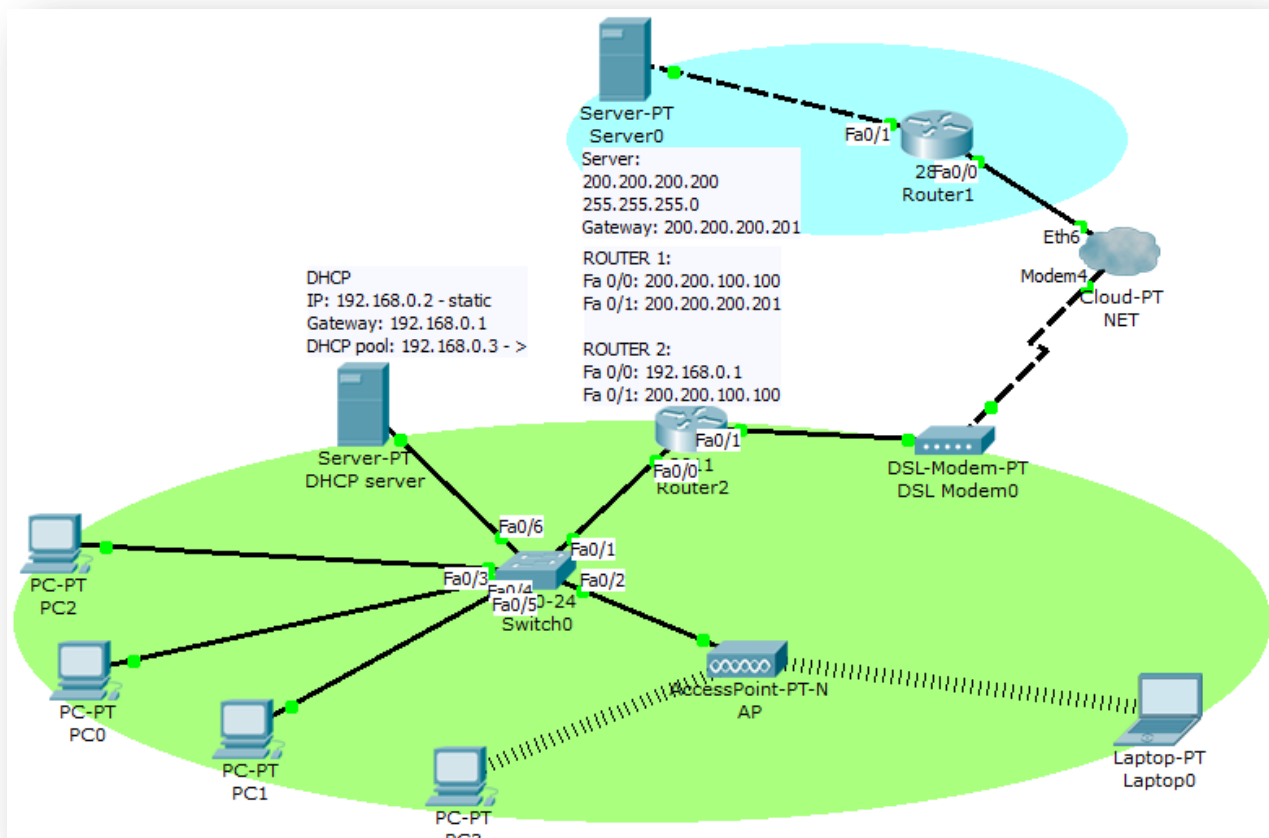 Server-PT
Server0
Server:
200.200.200.200
255.255.255.0
Gateway: 200.200.200.201
Fa0/1
Fa0/0
Router1
Eth6
Modem4
Cloud-PT
NET
ROUTER 1:
Fa 0/0: 200.200.100.100
Fa 0/1: 200.200.200.201
ROUTER 2:
Fa 0/0: 192.168.0.1
Fa 0/1: 200.200.100.100
DHCP
IP: 192.168.0.2 - static
Gateway: 192.168.0.1
DHCP pool: 192.168.0.3 - >
Server-PT
DHCP server
Fa0/1
Fa0/0
Router2
DSL-Modem-PT
DSL Modem0
Fa0/6
Fa0/1
Fa0/3
Fa0/2
Fa0/4
Fa0/5
Switch0
PC-PT
PC2
PC-PT
PC0
PC-PT
PC1
AccessPoint-PT-N
AP
PC-PT
Laptop-PT
Laptop0